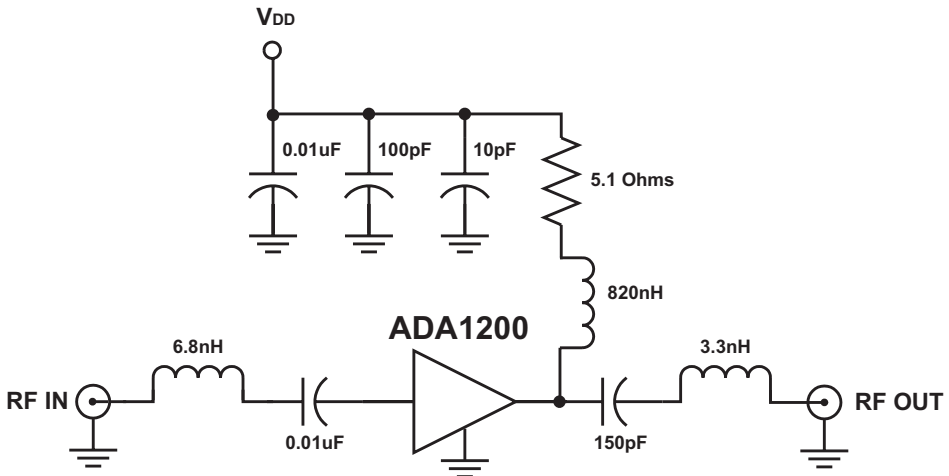 VDD
0.01uF
100pF
10pF
5.1 Ohms
820nH
ADA1200
6.8nH
3.3nH
RF IN
RF OUT
0.01uF
150pF